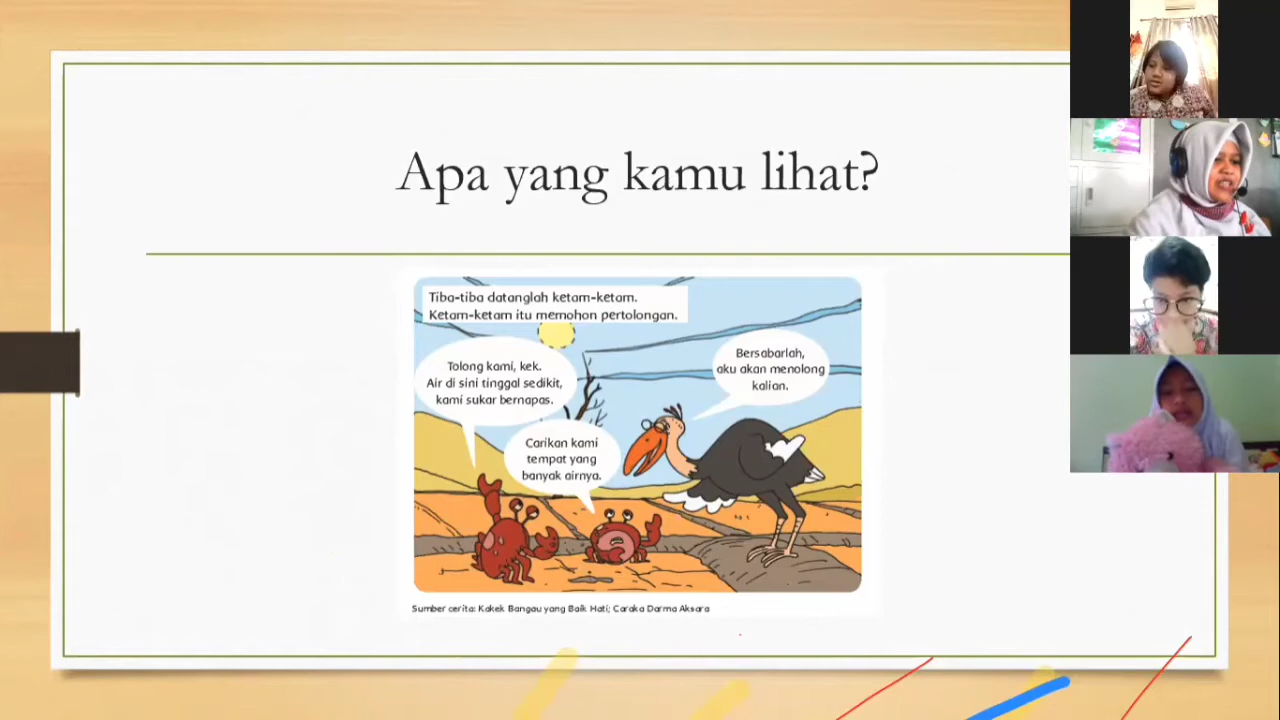 Apa yang kamu lihat?
Tiba-tiba datanglah ketam-ketam.
Ketam-ketam itu memohon pertolongan.
Tolong kami, kek.
Air di sini tinggal sedikit,
kami sukar bernapas.
Carikan kami
tempat yang
banyak airnya.
Bersabarlah,
aku akan menolong
kalian.
Sumber cerita: Kakek Bangau yang Baik Hati; Caraka Darma Aksara